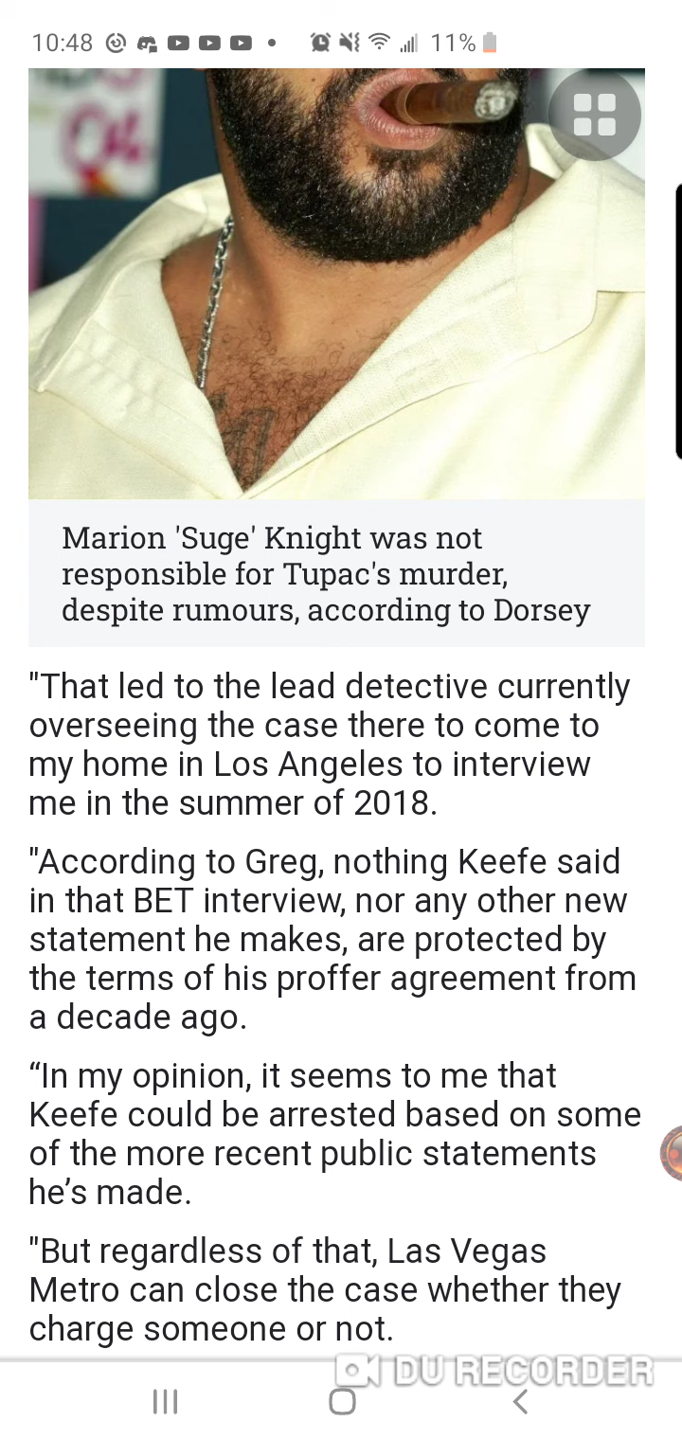 10:48
11%
Marion 'Suge' Knight was not
responsible for Tupac's murder,
despite rumours, according to Dorsey
"That led to the lead detective currently
overseeing the case there to come to
my home in Los Angeles to interview
me in the summer of 2018.
"According to Greg, nothing Keefe said
in that BET interview, nor any other new
statement he makes, are protected by
the terms of his proffer agreement from
a decade ago.
“In my opinion, it seems to me that
Keefe could be arrested based on some
of the more recent public statements
he’s made.
"But regardless of that, Las Vegas
Metro can close the case whether they
charge someone or not.
DU RECORDER